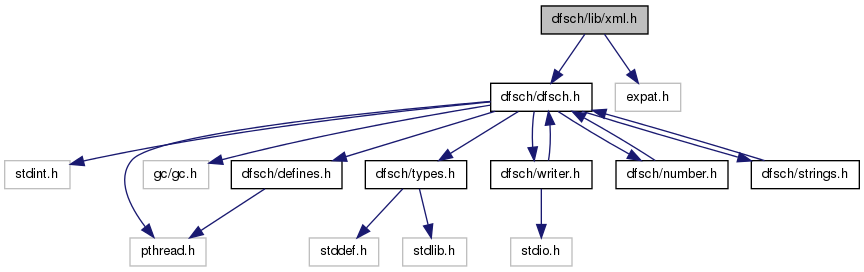 dfsch/lib/xml.h
dfsch/dfsch.h
expat.h
stdint.h
gc/gc.h
dfsch/defines.h
dfsch/types.h
dfsch/writer.h
dfsch/number.h
dfsch/strings.h
pthread.h
stddef.h
stdlib.h
stdio.h